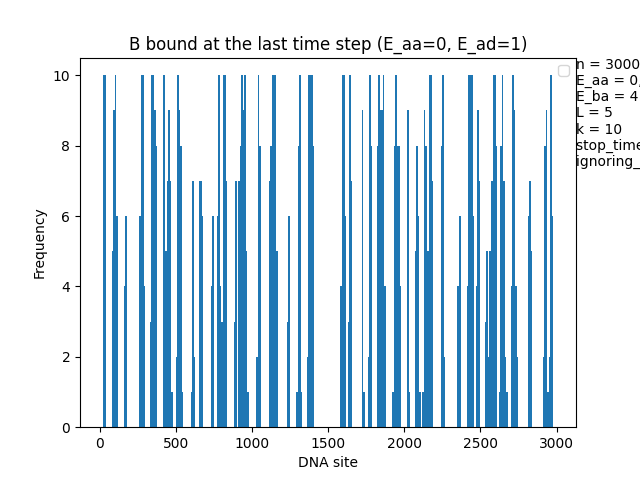 B bound at the last time step (E_aa=0, E_ad=1)
n = 3000
E_aa = 0,
E_ba = 4
L = 5
k = 10
stop_time
ignoring_
10
8
6
4
2
0
Frequency
0 500 1000 1500 2000 2500 3000
DNA site